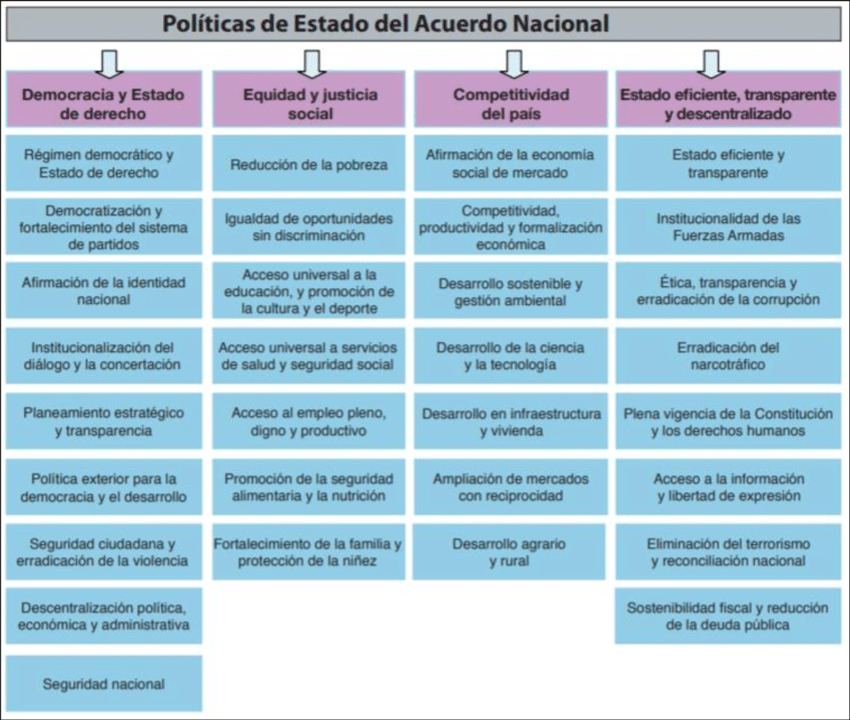 Políticas de Estado del Acuerdo Nacional
Democracia y Estado
de derecho
Régimen democrático y
Estado de derecho
Democratización y
fortalecimiento del sistema
de partidos
Afirmación de la identidad
nacional
Institucionalización del
diálogo y la concertación
Planeamiento estratégico
y transparencia
Política exterior para la
democracia y el desarrollo
Seguridad ciudadana y
erradicación de la violencia
Descentralización política,
económica y administrativa
Seguridad nacional
Equidad y justicia
social
Reducción de la pobreza
Igualdad de oportunidades
sin discriminación
Acceso universal a la
educación, y promoción de
la cultura y el deporte
Acceso universal a servicios
de salud y seguridad social
Acceso al empleo pleno,
digno y productivo
Promoción de la seguridad
alimentaria y la nutrición
Fortalecimiento de la familia y
protección de la niñez
Competitividad
del país
Afirmación de la economía
social de mercado
Competitividad,
productividad y formalización
económica
Desarrollo sostenible y
gestión ambiental
Desarrollo de la ciencia
y la tecnología
Desarrollo en infraestructura
y vivienda
Ampliación de mercados
con reciprocidad
Desarrollo agrario
y rural
Estado eficiente, transparente
y descentralizado
Estado eficiente y
transparente
Institucionalidad de las
Fuerzas Armadas
Ética, transparencia y
erradicación de la corrupción
Erradicación del
narcotráfico
Plena vigencia de la Constitución
y los derechos humanos
Acceso a la información
y libertad de expresión
Eliminación del terrorismo
y reconciliación nacional
Sostenibilidad fiscal y reducción
de la deuda pública